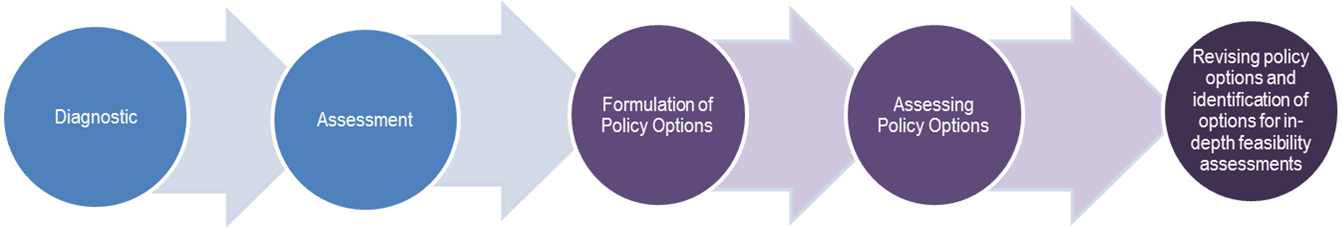 Diagnostic
Assessment
Formulation of
Policy Options
Assessing
Policy Options
Revising policy
options and
identification of
options for in-
depth feasibility
assessments